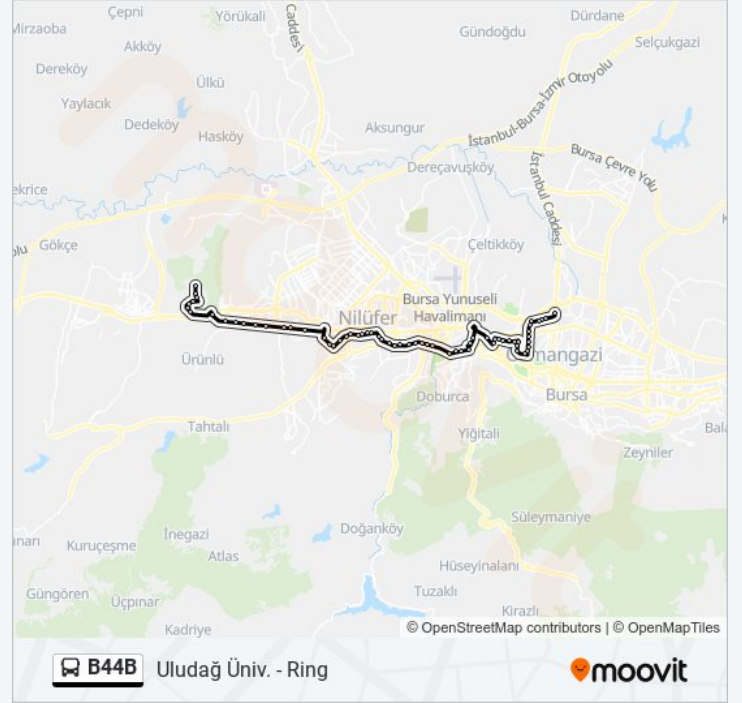 Çepni
Yörükali
Caddesi
Dürdane
Mirzaoba
Akköy
Gündoğdu
Selçukgazi
Dereköy
Ülkü
Yaylacık
Dedeköy
Hasköy
Aksungur
İstanbul-Bursa-İzmir Otoyolu
Dereçavuşköy
İstanbul Caddesi
Bursa Çevre Yolu
ekrice
olu
Gökçe
Çeltikköy
Bursa Yunuseli
Havalimanı
Nilüfer
Osmangazi
Ürünlü
Doburca
Bursa
Tahtalı
Yiğitali
Bala
Zeyniler
Süleymaniye
İnegazi
Doğanköy
ınarı
Kuruçeşme
Atlas
Hüseyinalanı
Güngören
Üçpınar
Tuzaklı
Kirazlı
Kadriye
© OpenStreetMap contributors | © OpenMapTiles
B44B Uludağ Üniv. - Ring
moovit